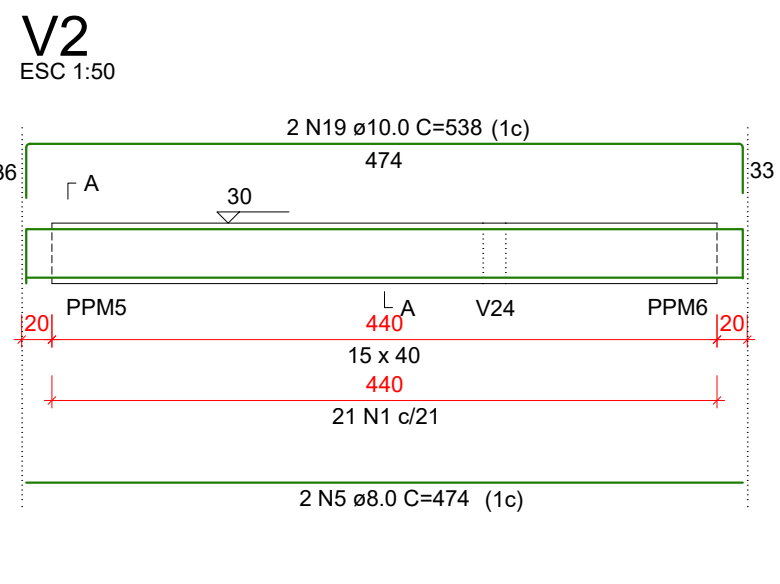 V2
ESC 1:50
2 N19 ø10.0 C=538 (1c)
474
33
A
30
PPM5
A
V24
PPM6
20
440
20
15 x 40
440
21 N1 c/21
2 N5 ø8.0 C=474 (1c)